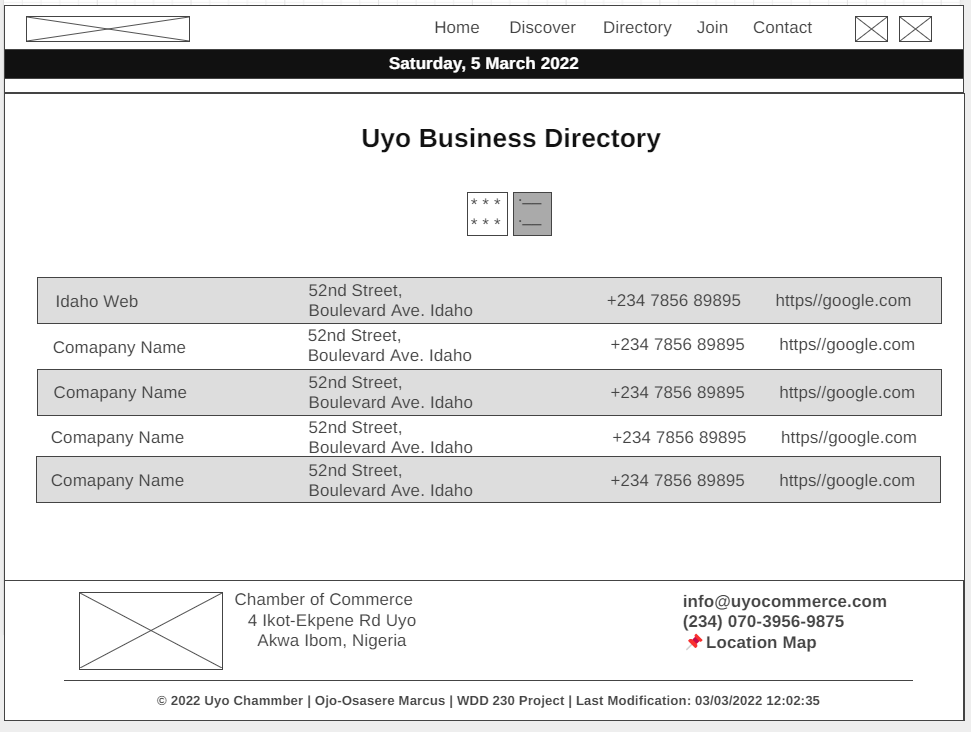 Home Discover Directory Join Contact
Saturday, 5 March 2022
Uyo Business Directory
* * *
* * *
Idaho Web 52nd Street, +234 7856 89895 https//google.com
Boulevard Ave. Idaho
Comapany Name 52nd Street, +234 7856 89895 https//google.com
Boulevard Ave. Idaho
Comapany Name 52nd Street, +234 7856 89895 https//google.com
Boulevard Ave. Idaho
Comapany Name 52nd Street, +234 7856 89895 https//google.com
Boulevard Ave. Idaho
Comapany Name 52nd Street, +234 7856 89895 https//google.com
Boulevard Ave. Idaho
Chamber of Commerce
4 Ikot-Ekpene Rd Uyo
Akwa Ibom, Nigeria
info@uyocommerce.com
(234) 070-3956-9875
📌Location Map
© 2022 Uyo Chammber | Ojo-Osasere Marcus | WDD 230 Project | Last Modification: 03/03/2022 12:02:35